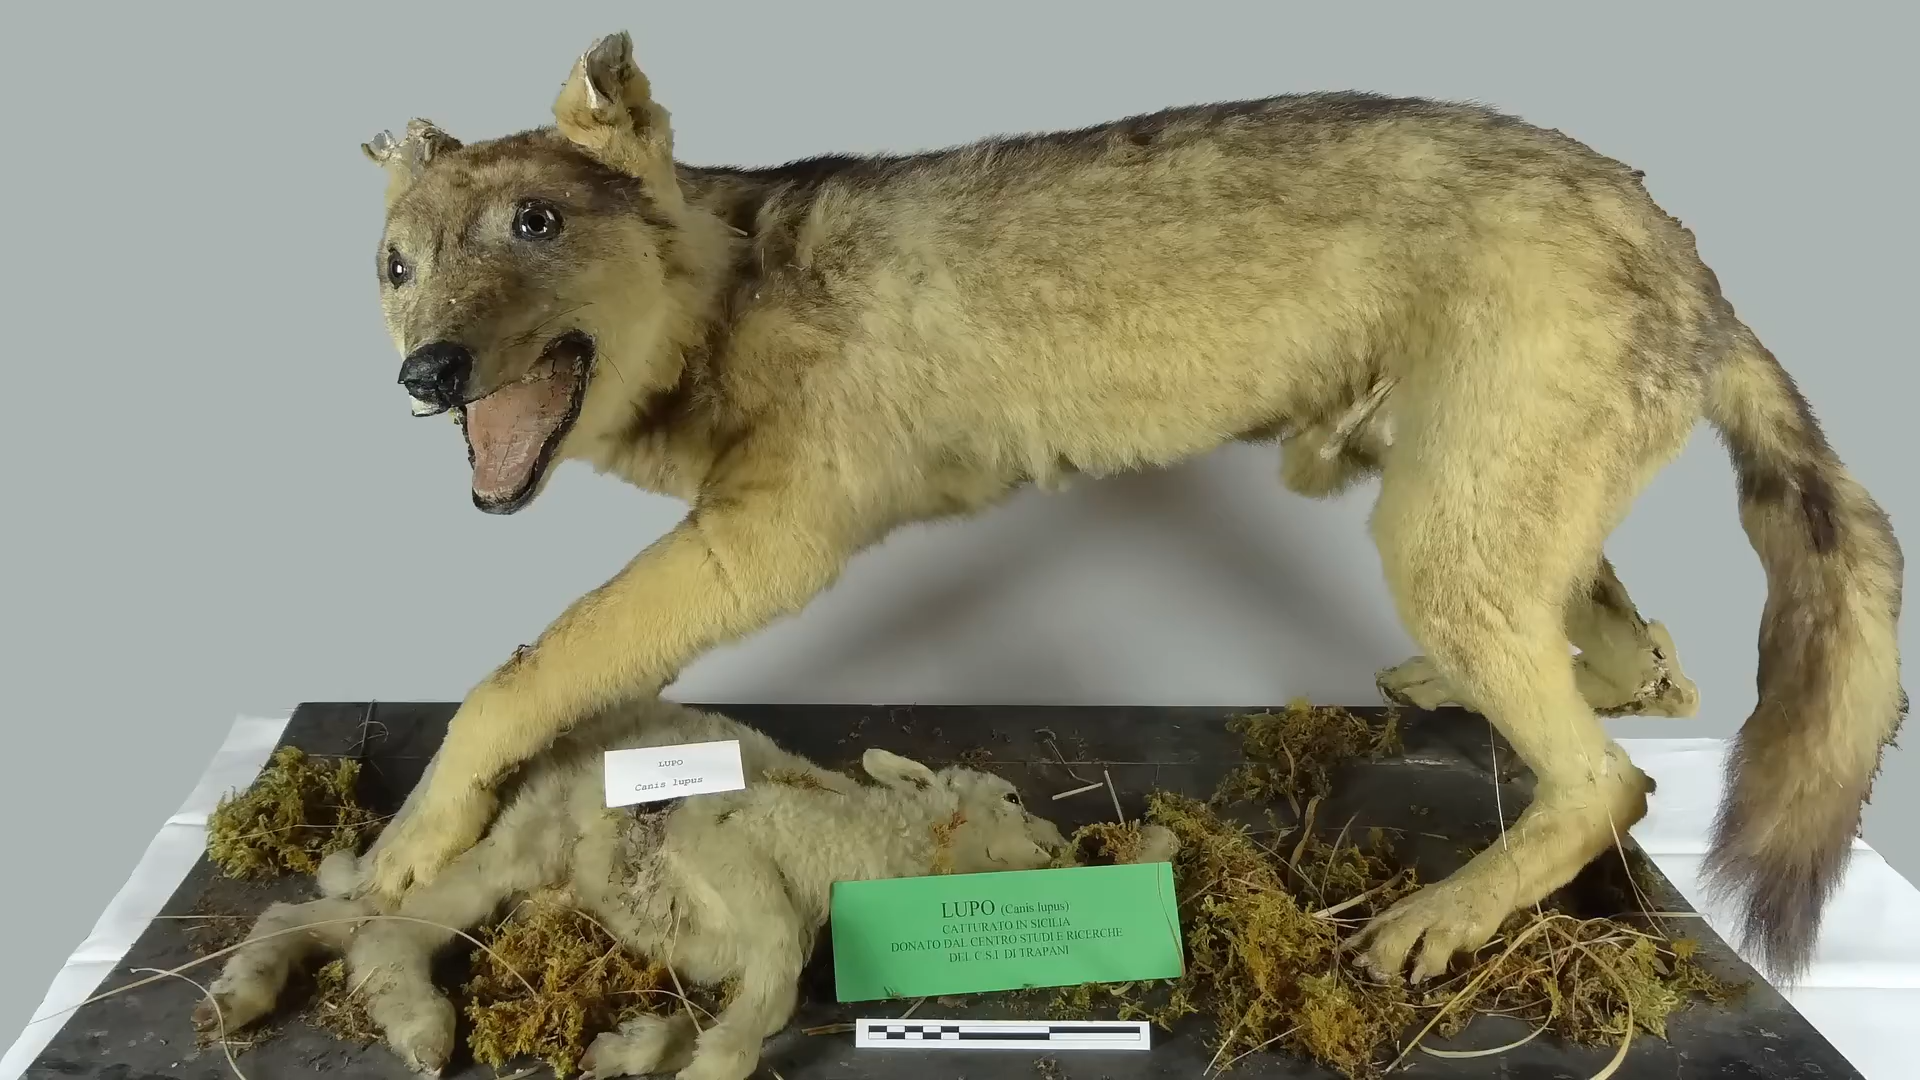 LUPO
Canis lupus
LUPO (Canis lupus)
CATTURATO IN SICILIA
DONATO DAL CENTRO STUDI E RICERCHE
DEL C.S.I. DI TRAPANI